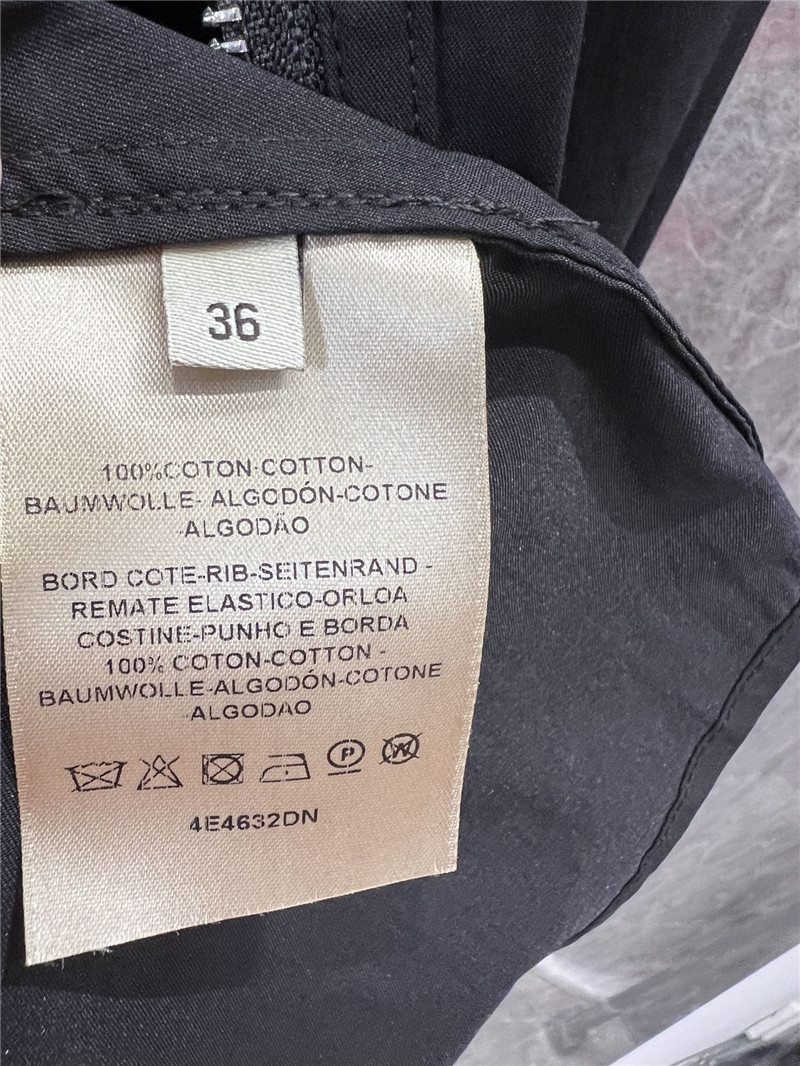 36
100%COTON-COTTON-
BAUMWOLLE- ALGODÓN-COTONE
-ALGODÃO
BORD COTE-RIB-SEITENRAND -
REMATE ELASTICO-ORLOA
COSTINE-PUNHO E BORDA
100% COTON-COTTON -
BAUMWOLLE-ALGODÓN-COTONE
-ALGODAO
P W
4E4632DN